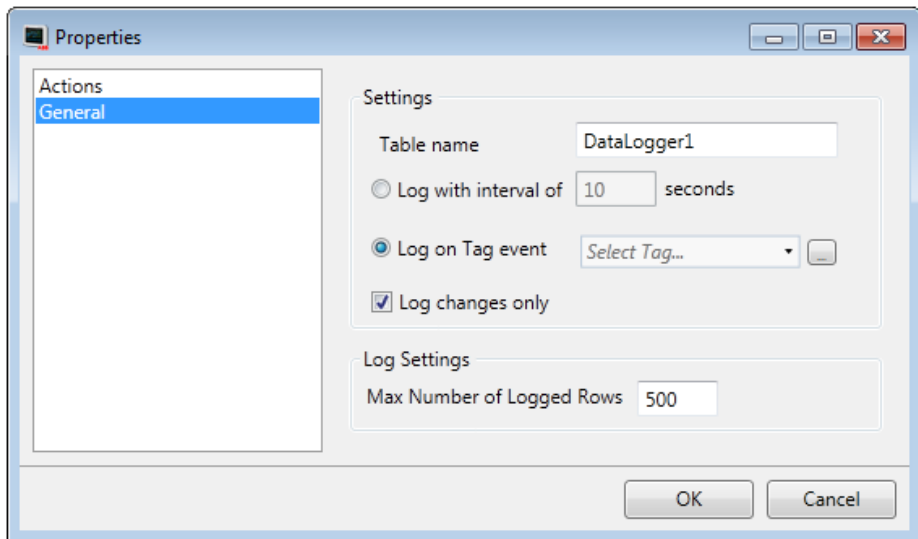 Properties
Actions
General
Settings
Table name DataLogger1
Log with interval of 10 seconds
Log on Tag event Select Tag...
Log changes only
Log Settings
Max Number of Logged Rows 500
OK Cancel